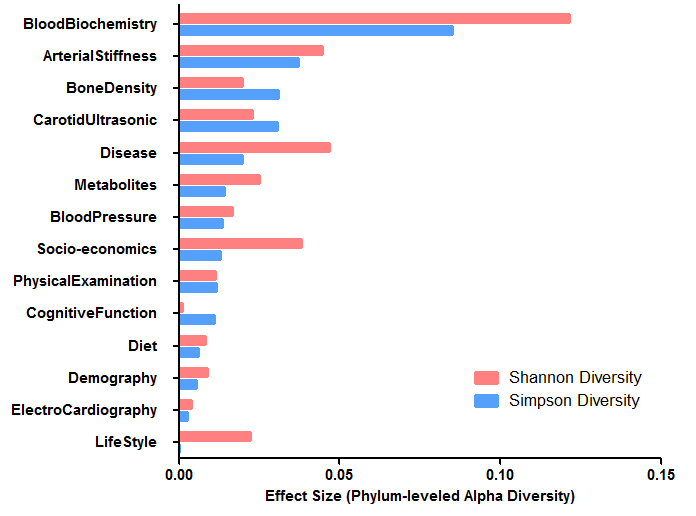 BloodBiochemistry
ArterialStiffness
BoneDensity
CarotidUltrasonic
Disease
Metabolites
BloodPressure
Socio-economics
PhysicalExamination
CognitiveFunction
Diet
Demography
ElectroCardiography
LifeStyle
Shannon Diversity
Simpson Diversity
0.00 0.05 0.10 0.15
Effect Size (Phylum-leveled Alpha Diversity)